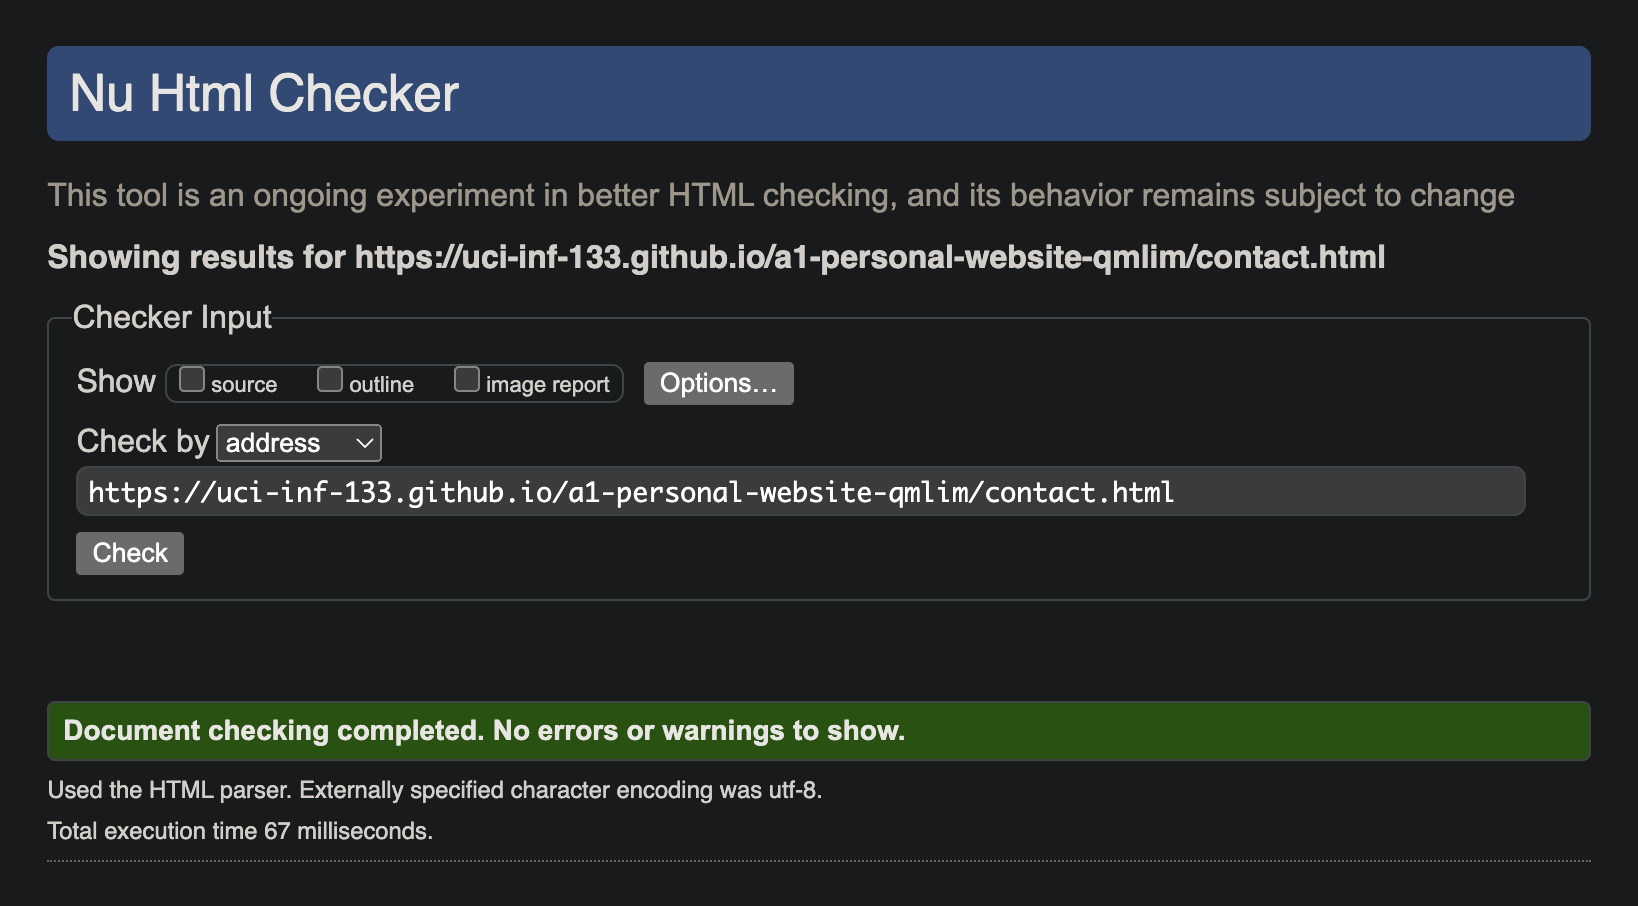 Nu Html Checker
This tool is an ongoing experiment in better HTML checking, and its behavior remains subject to change
Showing results for https://uci-inf-133.github.io/a1-personal-website-qmlim/contact.html
Checker Input
Show source outline image report Options...
Check by address
https://uci-inf-133.github.io/a1-personal-website-qmlim/contact.html
Check
Document checking completed. No errors or warnings to show.
Used the HTML parser. Externally specified character encoding was utf-8.
Total execution time 67 milliseconds.